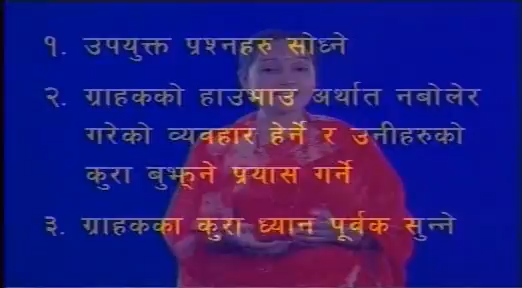 १. उपयुक्त प्रश्नहरु सोध्ने
२. ग्राहकको हाउभाउ अर्थात नबोलेर
गरेको व्यवहार हेर्ने र उनीहरुको
कुरा बुझ्ने प्रयास गर्ने
३. ग्राहकका कुरा ध्यान पूर्वक सुन्ने